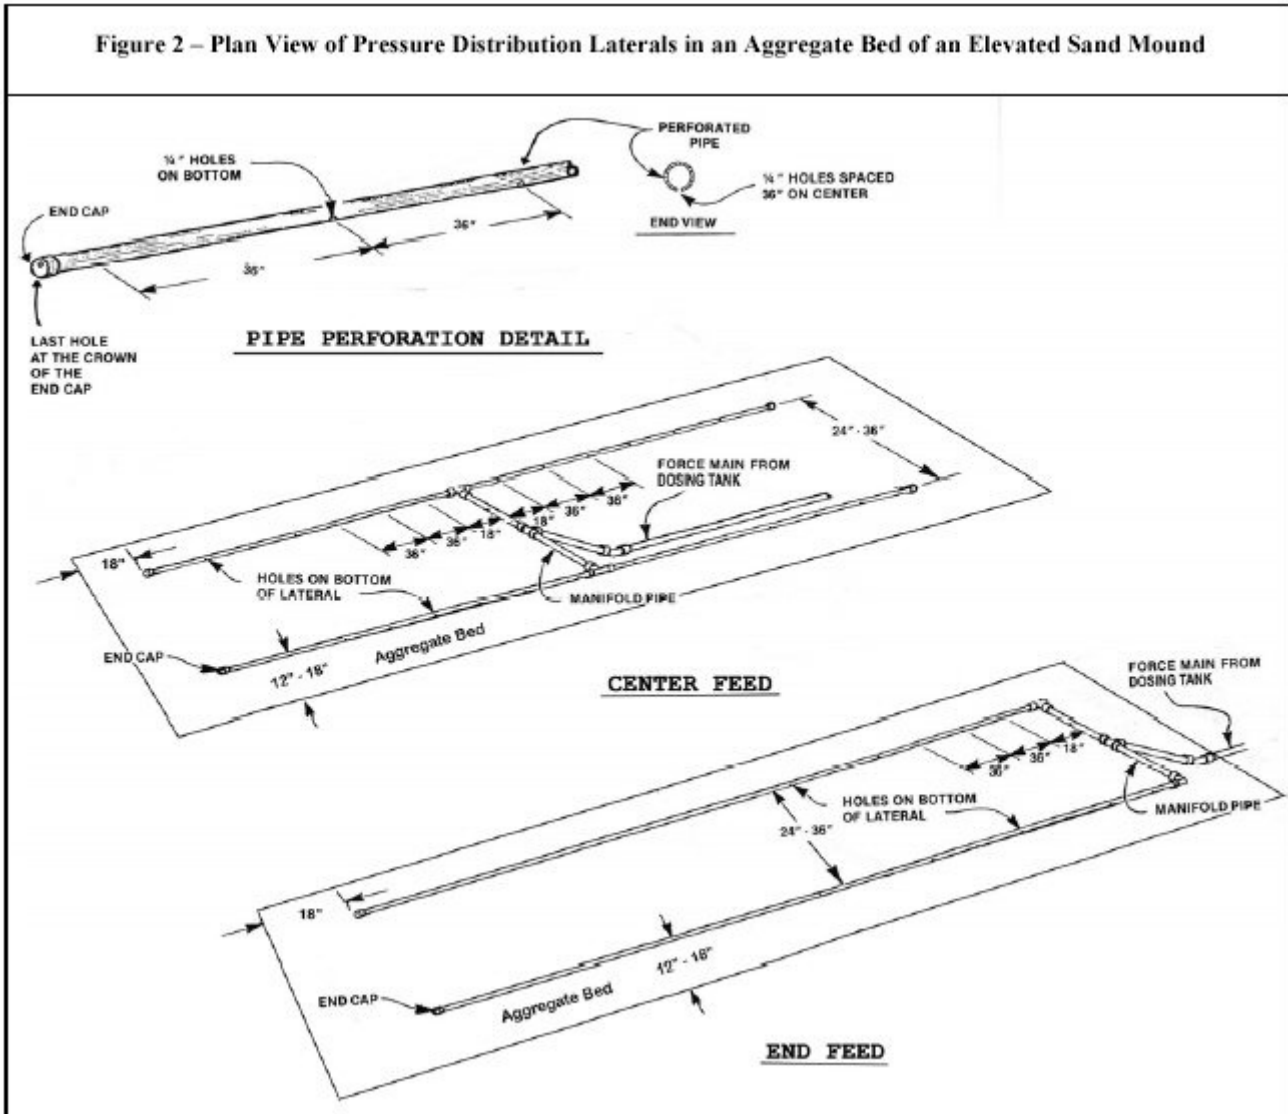 Figure 2 – Plan View of Pressure Distribution Laterals in an Aggregate Bed of an Elevated Sand Mound
PERFORATED
PIPE
¼" HOLES
ON BOTTOM
¼" HOLES SPACED
36" ON CENTER
END CAP
END VIEW
36"
36"
LAST HOLE
AT THE CROWN
OF THE
END CAP
PIPE PERFORATION DETAIL
24" - 36"
FORCE MAIN FROM
DOSING TANK
36"
36"
18"
18"
36"
36"
18"
HOLES ON BOTTOM
OF LATERAL
MANIFOLD PIPE
END CAP
Aggregate Bed
12" - 18"
CENTER FEED
FORCE MAIN FROM
DOSING TANK
18"
36"
36"
HOLES ON BOTTOM
OF LATERAL
MANIFOLD PIPE
24" - 36"
18"
12" - 18"
END CAP
Aggregate Bed
END FEED